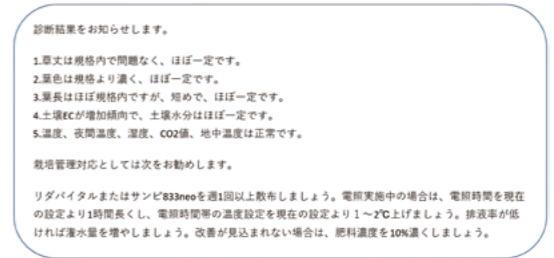 診断結果をお知らせします。
1.草丈は規格内で問題なく、ほぼ一定です。
2.葉色は規格より濃く、ほぼ一定です。
3.葉長はほぼ規格内ですが、短めで、ほぼ一定です。
4.土壌ECが増加傾向で、土壌水分はほぼ一定です。
5.温度、夜間温度、湿度、CO2値、地中温度は正常です。
栽培管理対応としては次をお勧めします。
リダバイタルまたはサンピ833neoを週1回以上散布しましょう。電照実施中の場合は、電照時間を現在
の設定より1時間長くし、電照時間帯の温度設定を現在の設定より１～2℃上げましょう。排液率が低
ければ潅水量を増やしましょう。改善が見込まれない場合は、肥料濃度を10%濃くしましょう。